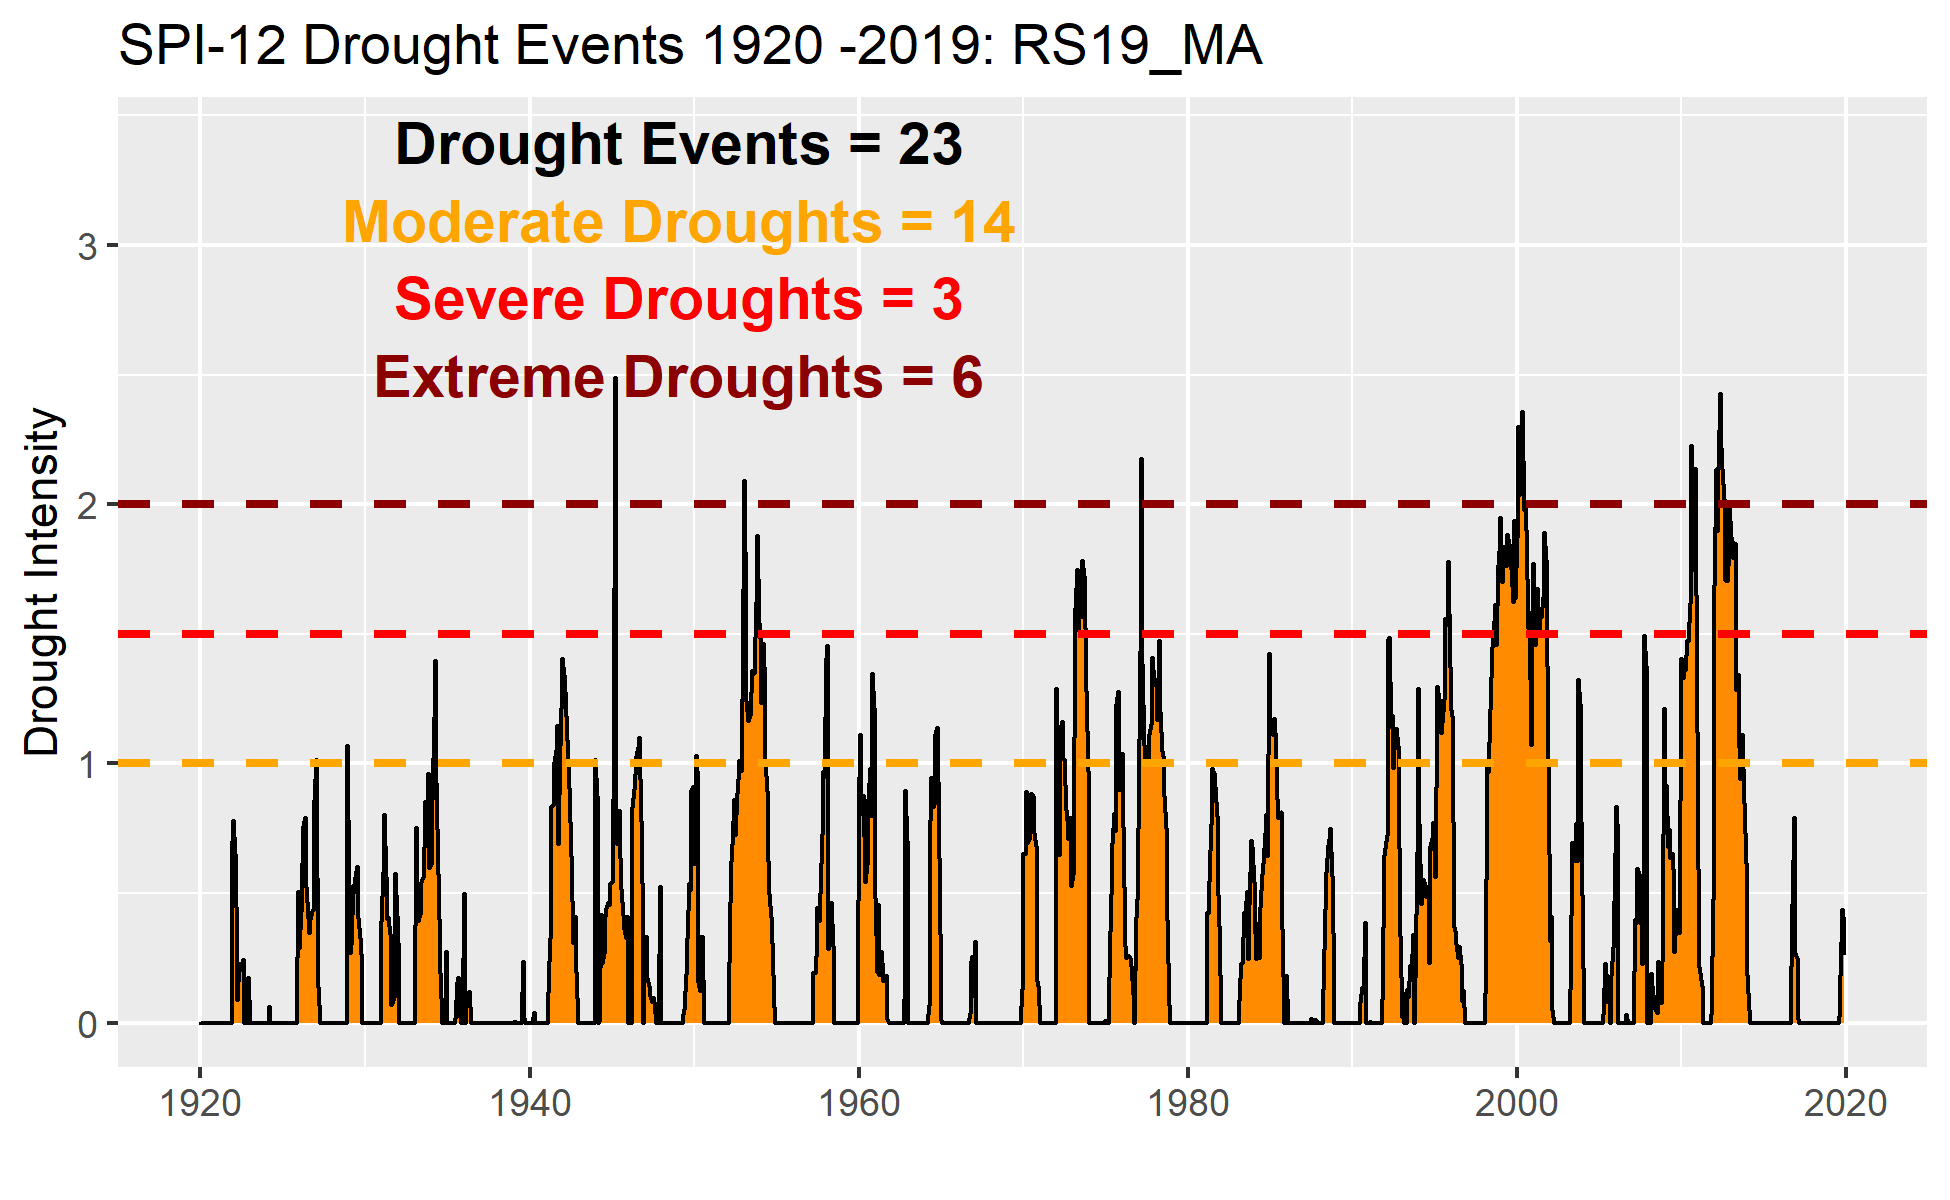 SPI-12 Drought Events 1920 -2019: RS19_MA
Drought Events = 23
Moderate Droughts = 14
Severe Droughts = 3
Extreme Droughts = 6
Drought Intensity
3
2
1
0
1920 1940 1960 1980 2000 2020